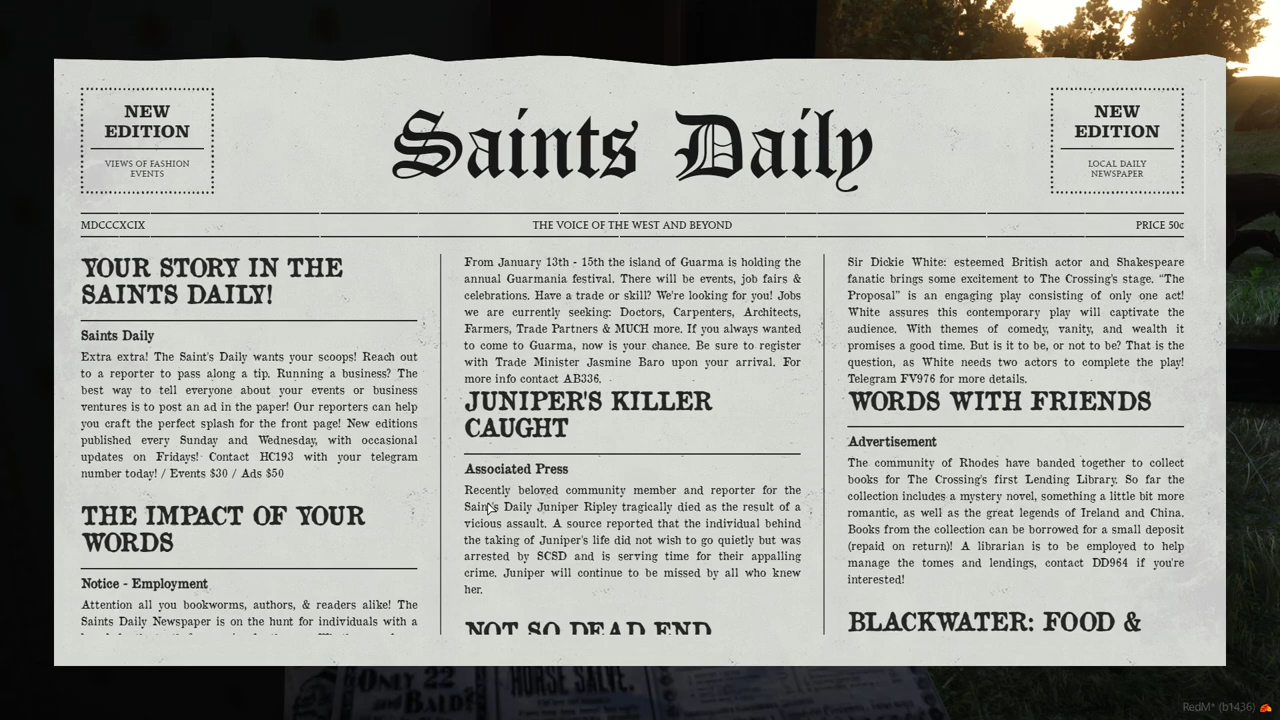 NEW
EDITION
VIEWS OF FASHION
EVENTS
Saints Daily
NEW
EDITION
LOCAL DAILY
NEWSPAPER
MDCCCXCIX
THE VOICE OF THE WEST AND BEYOND
PRICE 50¢
YOUR STORY IN THE
SAINTS DAILY!
Saints Daily
Extra extra! The Saint's Daily wants your scoops! Reach out
to a reporter to pass along a tip. Running a business? The
best way to tell everyone about your events or business
ventures is to post an ad in the paper! Our reporters can help
you craft the perfect splash for the front page! New editions
published every Sunday and Wednesday, with occasional
updates on Fridays! Contact HC193 with your telegram
number today! / Events $30 / Ads $50
THE IMPACT OF YOUR
WORDS
Notice - Employment
Attention all you bookworms, authors, & readers alike! The
Saints Daily Newspaper is on the hunt for individuals with a
From January 13th - 15th the island of Guarma is holding the
annual Guarmania festival. There will be events, job fairs &
celebrations. Have a trade or skill? We're looking for you! Jobs
we are currently seeking: Doctors, Carpenters, Architects,
Farmers, Trade Partners & MUCH more. If you always wanted
to come to Guarma, now is your chance. Be sure to register
with Trade Minister Jasmine Baro upon your arrival. For
more info contact AB336.
JUNIPER'S KILLER
CAUGHT
Associated Press
Recently beloved community member and reporter for the
Saint's Daily Juniper Ripley tragically died as the result of a
vicious assault. A source reported that the individual behind
the taking of Juniper's life did not wish to go quietly but was
arrested by SCSD and is serving time for their appalling
crime. Juniper will continue to be missed by all who knew
her.
NOT SO DEAD END
Sir Dickie White: esteemed British actor and Shakespeare
fanatic brings some excitement to The Crossing's stage. "The
Proposal" is an engaging play consisting of only one act!
White assures this contemporary play will captivate the
audience. With themes of comedy, vanity, and wealth it
promises a good time. But is it to be, or not to be? That is the
question, as White needs two actors to complete the play!
Telegram FV976 for more details.
WORDS WITH FRIENDS
Advertisement
The community of Rhodes have banded together to collect
books for The Crossing's first Lending Library. So far the
collection includes a mystery novel, something a little bit more
romantic, as well as the great legends of Ireland and China.
Books from the collection can be borrowed for a small deposit
(repaid on return)! A librarian is to be employed to help
manage the tomes and lendings, contact DD964 if you're
interested!
BLACKWATER: FOOD &
ONLY 22
and BALD?
HORSE SALVE.
RedM* (b1436)